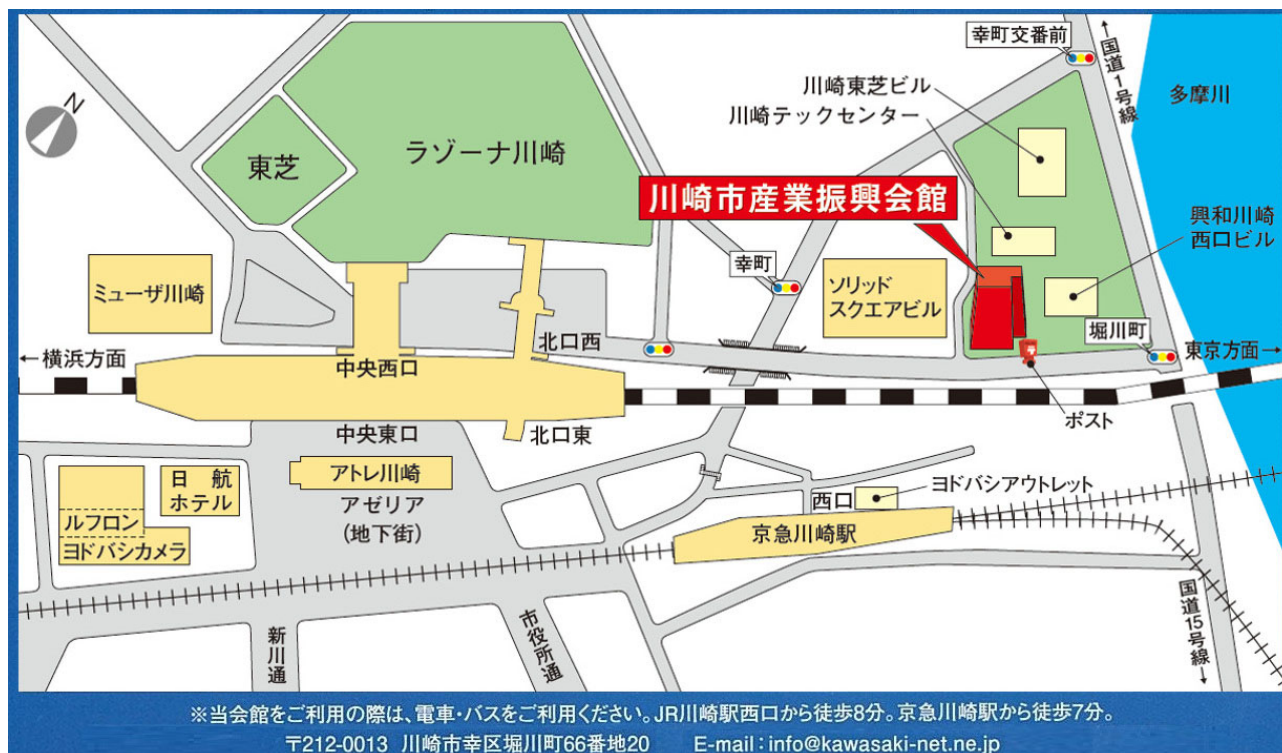 N
幸町交番前
←国道1号線
多摩川
川崎東芝ビル
川崎テックセンター
東芝
ラゾーナ川崎
川崎市産業振興会館
興和川崎
西口ビル
幸町
ミューザ川崎
ソリッド
スクエアビル
堀川町
北口西
←横浜方面
東京方面→
中央西口
ポスト
中央東口
北口東
アトレ川崎
日航
ホテル
アゼリア
(地下街)
ルフロン
ヨドバシカメラ
西口
ヨドバシアウトレット
京急川崎駅
新川通
市役所通
国道15号線→
※当会館をご利用の際は、電車・バスをご利用ください。JR川崎駅西口から徒歩8分。京急川崎駅から徒歩7分。
〒212-0013 川崎市幸区堀川町66番地20 E-mail：info@kawasaki-net.ne.jp